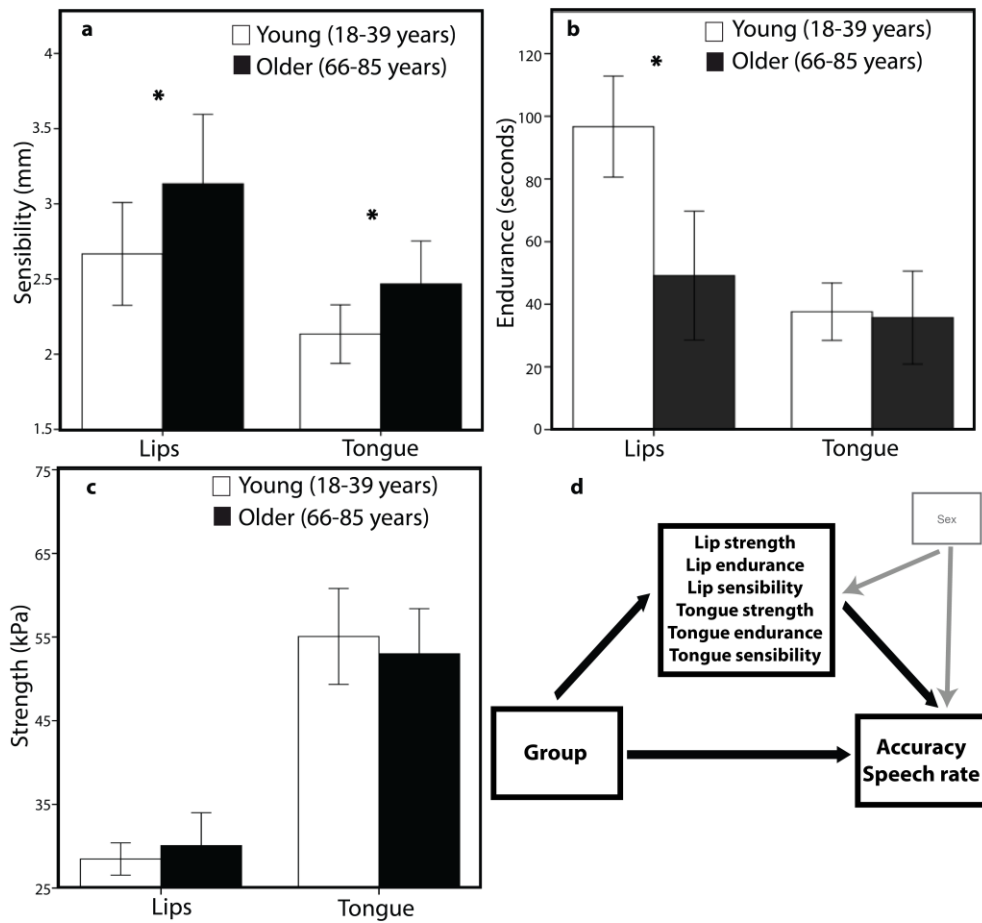 a
Young (18-39 years)
Older (66-85 years)
4
3.5
3
2.5
2
1.5
Sensibility (mm)
*
*
Lips
Tongue
b
Young (18-39 years)
Older (66-85 years)
120
100
80
60
40
20
0
Endurance (seconds)
*
Lips
Tongue
c
Young (18-39 years)
Older (66-85 years)
75
65
55
45
35
25
Strength (kPa)
Lips
Tongue
d
Sex
Lip strength
Lip endurance
Lip sensibility
Tongue strength
Tongue endurance
Tongue sensibility
Group
Accuracy
Speech rate